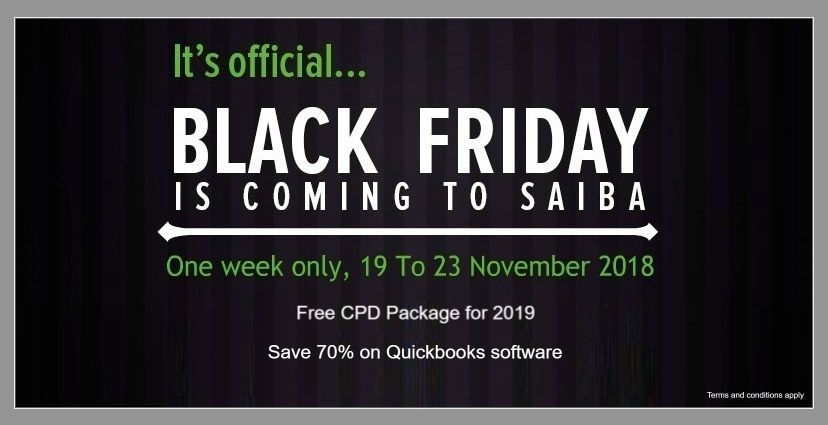 It's official...
BLACK FRIDAY
IS COMING TO SAIBA
One week only, 19 To 23 November 2018
Free CPD Package for 2019
Save 70% on Quickbooks software
Terms and conditions apply